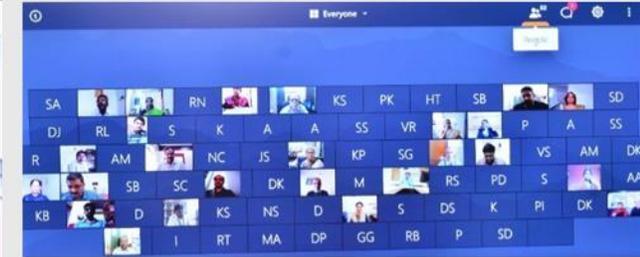 Everyone
SA RN KS PK HT SB SD
DJ RL S K A A SS VR P A SS
R AM NC JS KP SG VS AM DK
SB SC DK M RS PD S AA
KB D KS NS D S DS K PI DK
I RT MA DP GG RB P SD